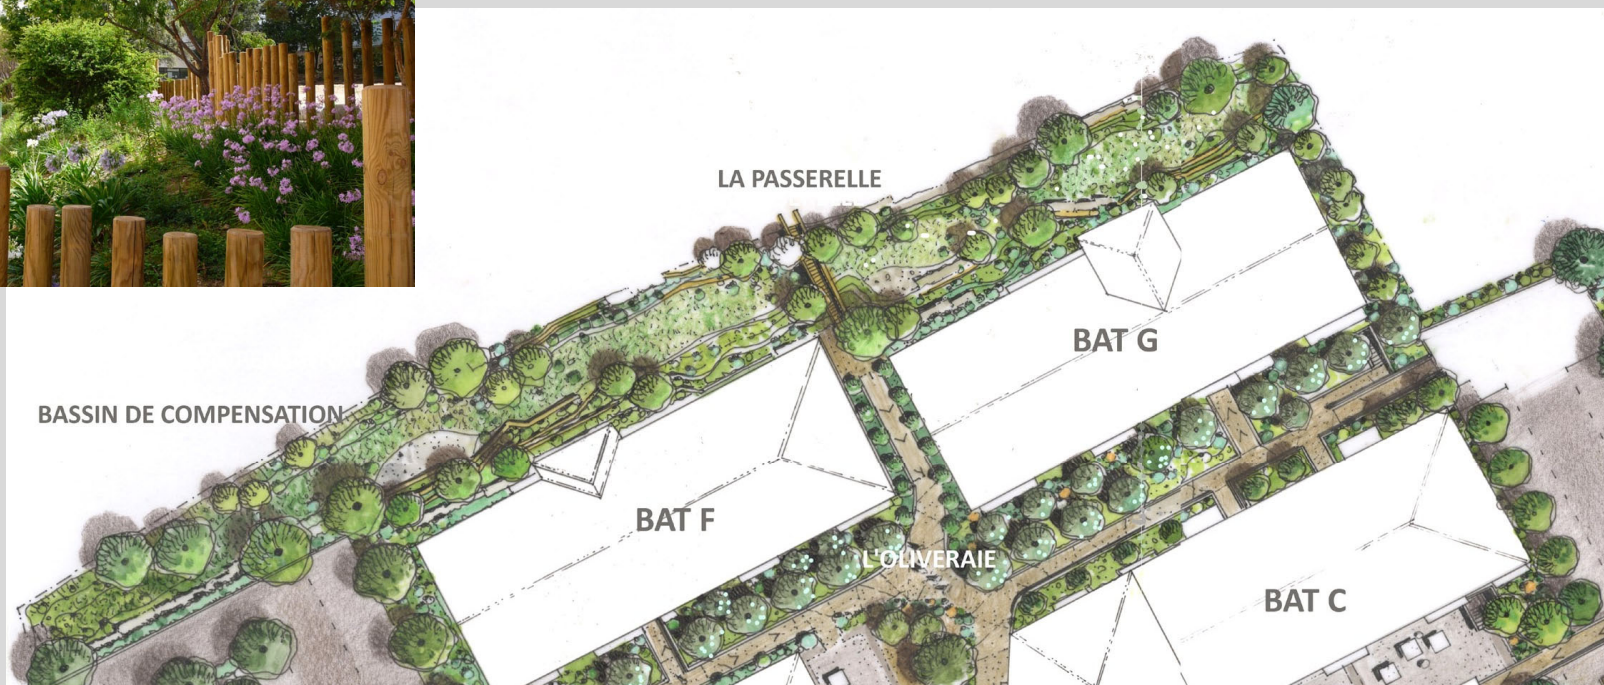 LA PASSERELLE
BASSIN DE COMPENSATION
BAT G
BAT F
L'OLIVERAIE
BAT C